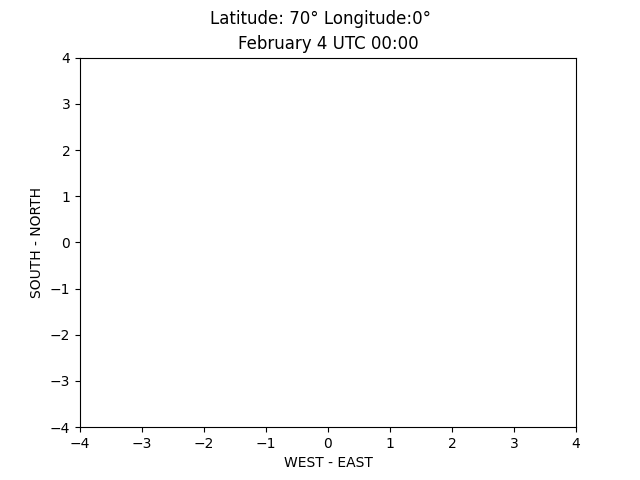 Latitude: 70° Longitude:0°
February 4 UTC 00:00
4
3
2
1
0
−1
−2
−3
−4
SOUTH - NORTH
−4 −3 −2 −1 0 1 2 3 4
WEST - EAST